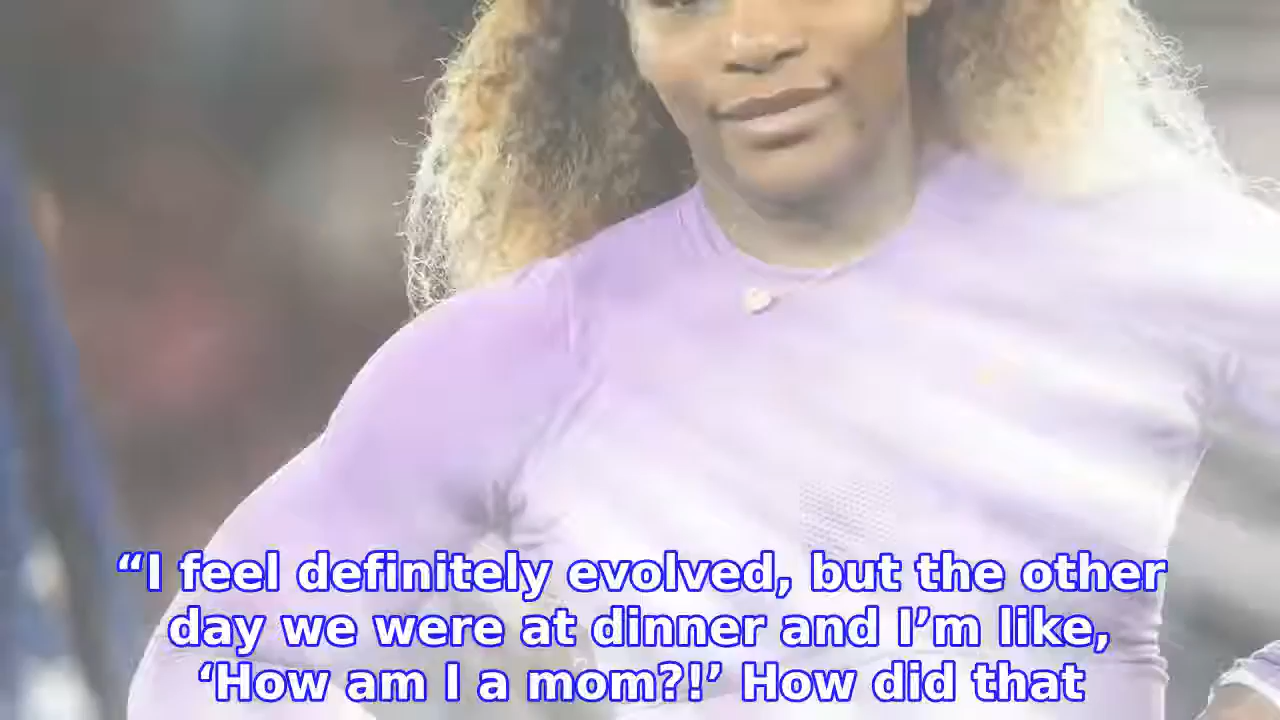 “I feel definitely evolved, but the other
day we were at dinner and I’m like,
‘How am I a mom?!’ How did that